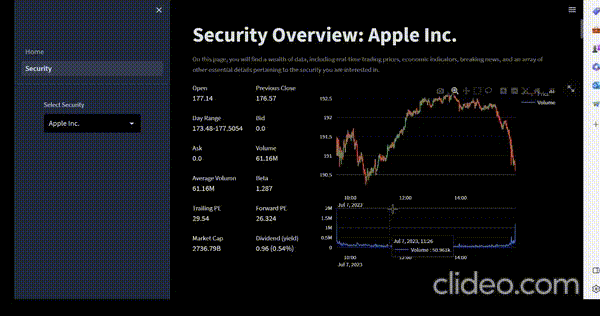 Security Overview: Apple Inc.
Home
Security
On this page, you will find a wealth of data, including real-time trading prices, economic indicators, breaking news, and an array of
other essential details pertaining to the security you are interested in.
Select Security
Apple Inc.
Open
177.14
Previous Close
176.57
Day Range
173.48-177.5054
Bid
0.0
Ask
0.0
Volume
61.16M
Average Volumn
61.16M
Beta
1.287
Trailing PE
29.54
Forward PE
26.324
Market Cap
2736.79B
Dividend (yield)
0.96 (0.54%)
Volume
192.5
192
191.5
191
190.5
10:00
12:00
14:00
Jul 7, 2023
2M
1.5M
1M
0.5M
0
Jul 7, 2023, 11:26
Volume : 50.961k
10:00
12:00
14:00
Jul 7, 2023
clideo.com